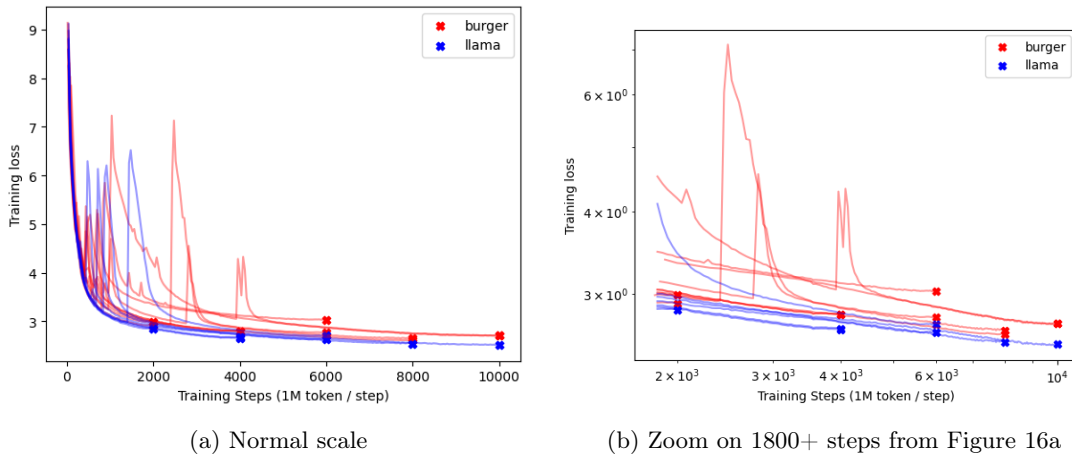 9
8
7
6
5
4
3
Training loss
0
2000
4000
6000
8000
10000
Training Steps (1M token / step)
burger
llama
(a) Normal scale
6 × 10⁰
4 × 10⁰
3 × 10⁰
Training loss
2 × 10³
3 × 10³
4 × 10³
6 × 10³
10⁴
Training Steps (1M token / step)
burger
llama
(b) Zoom on 1800+ steps from Figure 16a